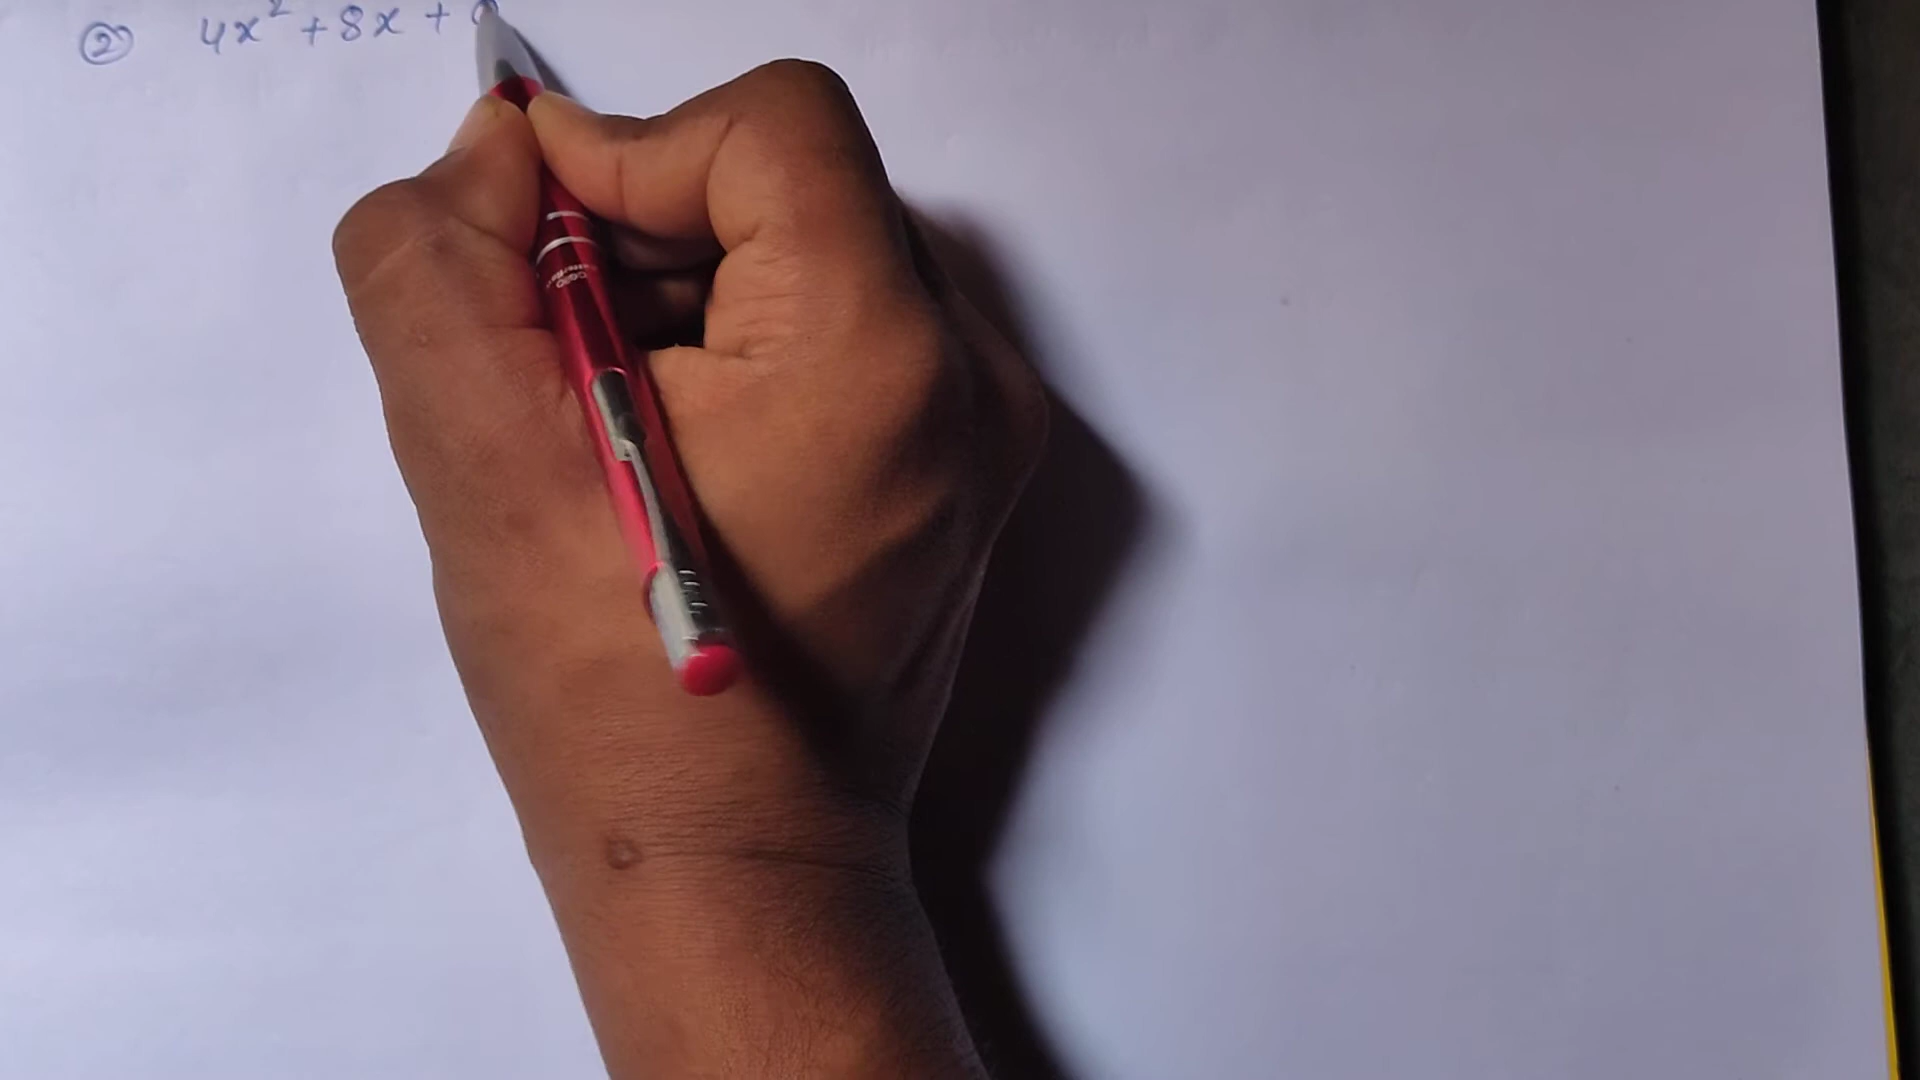 ② 4x² + 8x +